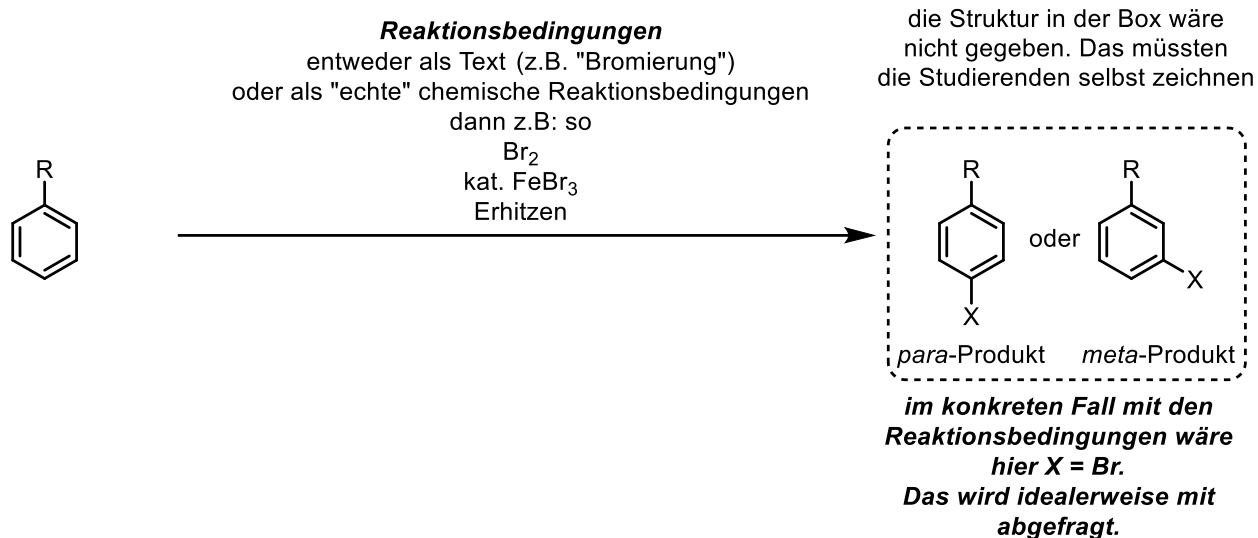 Reaktionsbedingungen
entweder als Text (z.B. "Bromierung")
oder als "echte" chemische Reaktionsbedingungen
dann z.B: so
Br2
kat. FeBr3
Erhitzen
die Struktur in der Box wäre
nicht gegeben. Das müssten
die Studierenden selbst zeichnen
R
R
R
oder
X
X
para-Produkt
meta-Produkt
im konkreten Fall mit den
Reaktionsbedingungen wäre
hier X = Br.
Das wird idealerweise mit
abgefragt.